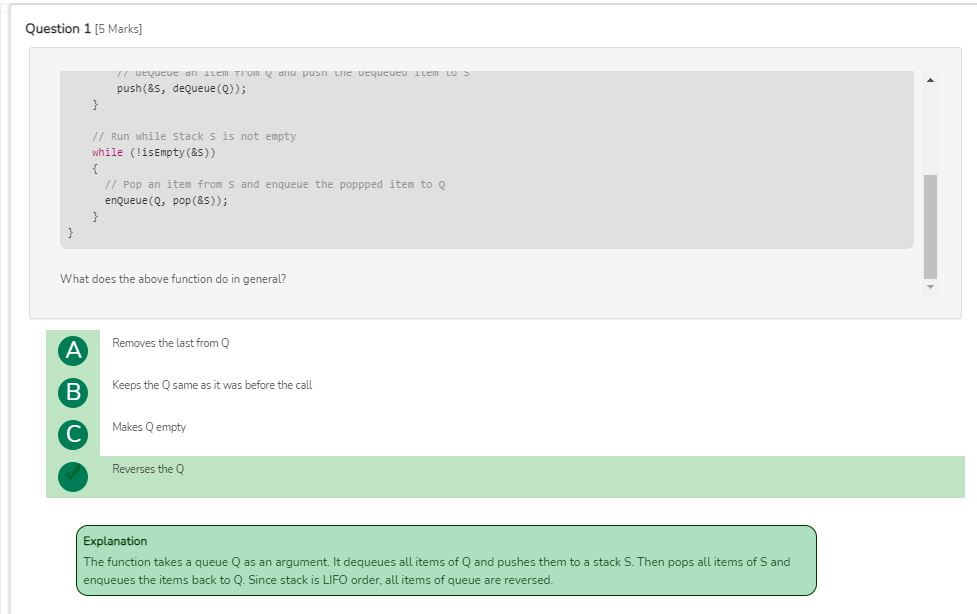 Question 1 [5 Marks]
// deQueue an item from Q and push the dequeued item to S
push(&S, deQueue(Q));
}
// Run while Stack S is not empty
while (!isEmpty(&S))
{
// Pop an item from S and enqueue the poppped item to Q
enQueue(Q, pop(&S));
}
}
What does the above function do in general?
A Removes the last from Q
B Keeps the Q same as it was before the call
C Makes Q empty
Reverses the Q
Explanation
The function takes a queue Q as an argument. It dequeues all items of Q and pushes them to a stack S. Then pops all items of S and
enqueues the items back to Q. Since stack is LIFO order, all items of queue are reversed.